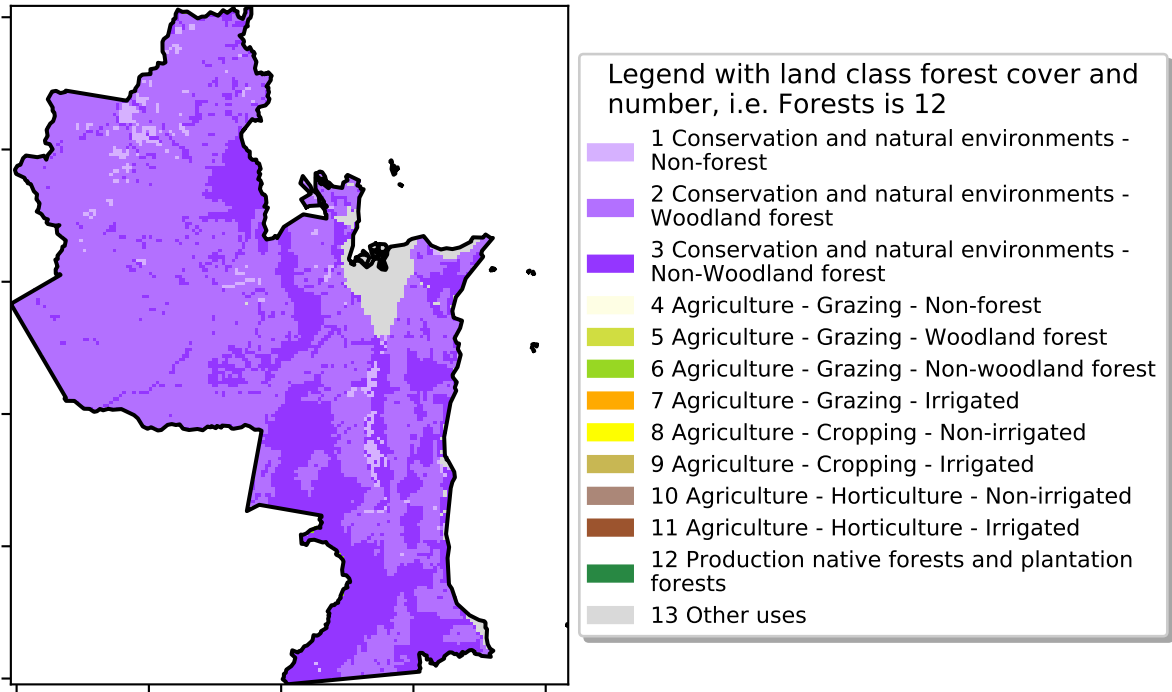 Legend with land class forest cover and
number, i.e. Forests is 12
1 Conservation and natural environments -
Non-forest
2 Conservation and natural environments -
Woodland forest
3 Conservation and natural environments -
Non-Woodland forest
4 Agriculture - Grazing - Non-forest
5 Agriculture - Grazing - Woodland forest
6 Agriculture - Grazing - Non-woodland forest
7 Agriculture - Grazing - Irrigated
8 Agriculture - Cropping - Non-irrigated
9 Agriculture - Cropping - Irrigated
10 Agriculture - Horticulture - Non-irrigated
11 Agriculture - Horticulture - Irrigated
12 Production native forests and plantation
forests
13 Other uses